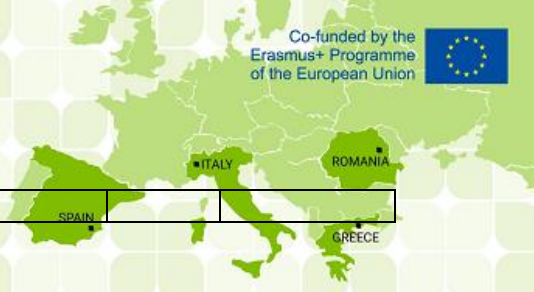 Co-funded by the
Erasmus+ Programme
of the European Union
ITALY
ROMANIA
SPAIN
GREECE